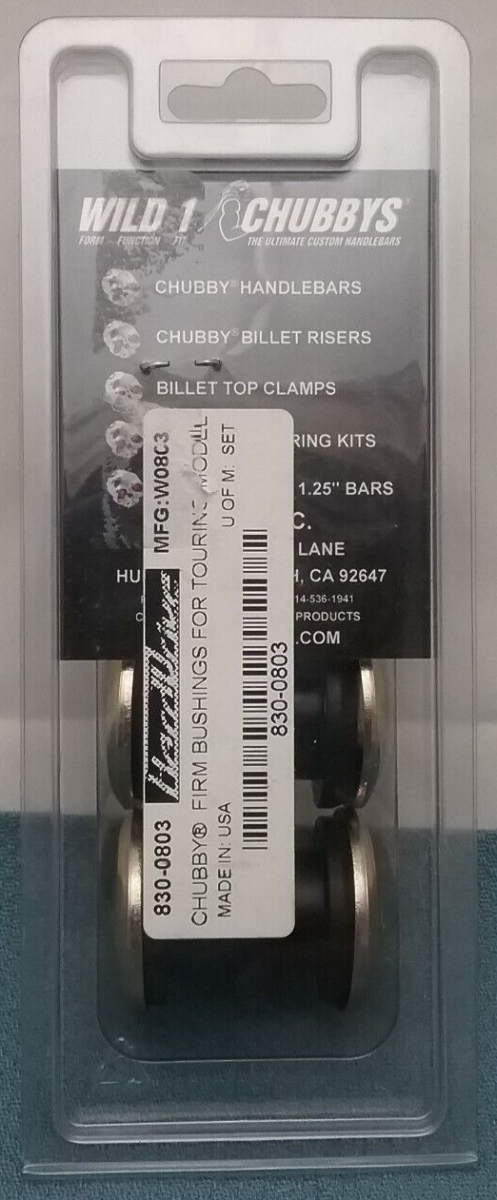 WILD 1 CHUBBYS
FORM FUNCTION FIT THE ULTIMATE CUSTOM HANDLEBARS
CHUBBY® HANDLEBARS
CHUBBY® BILLET RISERS
BILLET TOP CLAMPS
RING KITS
1.25" BARS
C.
LANE
HU H, CA 92647
14-536-1941
PRODUCTS
.COM
830-0803 HardDrive MFG:W0803
CHUBBY® FIRM BUSHINGS FOR TOURING MODEL
MADE IN: USA U OF M: SET
830-0803